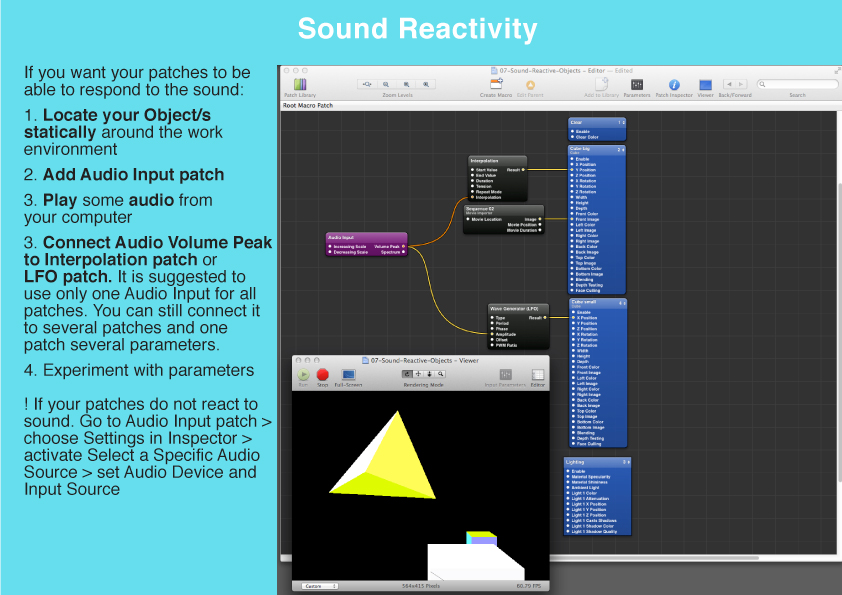 Sound Reactivity
If you want your patches to be
able to respond to the sound:
1. Locate your Object/s
statically around the work
environment
2. Add Audio Input patch
3. Play some audio from
your computer
3. Connect Audio Volume Peak
to Interpolation patch or
LFO patch. It is suggested to
use only one Audio Input for all
patches. You can still connect it
to several patches and one
patch several parameters.
4. Experiment with parameters
! If your patches do not react to
sound. Go to Audio Input patch >
choose Settings in Inspector >
activate Select a Specific Audio
Source > set Audio Device and
Input Source
07-Sound-Reactive-Objects - Editor — Edited
Patch Library
Zoom Levels
Create Macro
Edit Parent
Add to Library
Parameters
Patch Inspector
Viewer
Back/Forward
Search
Root Macro Patch
Clear
Enable
Clear Color
Interpolation
Start Value Result
End Value
Duration
Tension
Repeat Mode
Interpolation
Sequence 02
Movie Importer
Movie Location Image
Movie Position
Movie Duration
Audio Input
Increasing Scale Volume Peak
Decreasing Scale Spectrum
Cube big
Cube
Enable
X Position
Y Position
Z Position
X Rotation
Y Rotation
Z Rotation
Width
Height
Depth
Front Color
Front Image
Left Color
Left Image
Right Color
Right Image
Back Color
Back Image
Top Color
Top Image
Bottom Color
Bottom Image
Blending
Depth Testing
Face Culling
Wave Generator (LFO)
Type Result
Period
Phase
Amplitude
Offset
PWM Ratio
Cube small
Cube
Enable
X Position
Y Position
Z Position
X Rotation
Y Rotation
Z Rotation
Width
Height
Depth
Front Color
Front Image
Left Color
Left Image
Right Color
Right Image
Back Color
Back Image
Top Color
Top Image
Bottom Color
Bottom Image
Blending
Depth Testing
Face Culling
Lighting
Enable
Material Specularity
Material Shininess
Ambient Light
Light 1 Color
Light 1 Attenuation
Light 1 X Position
Light 1 Y Position
Light 1 Z Position
Light 1 Casts Shadows
Light 1 Shadow Color
Light 1 Shadow Quality
07-Sound-Reactive-Objects - Viewer
Run
Stop
Full-Screen
Rendering Mode
Input Parameters
Editor
Custom
564x415 Pixels
60.70 FPS